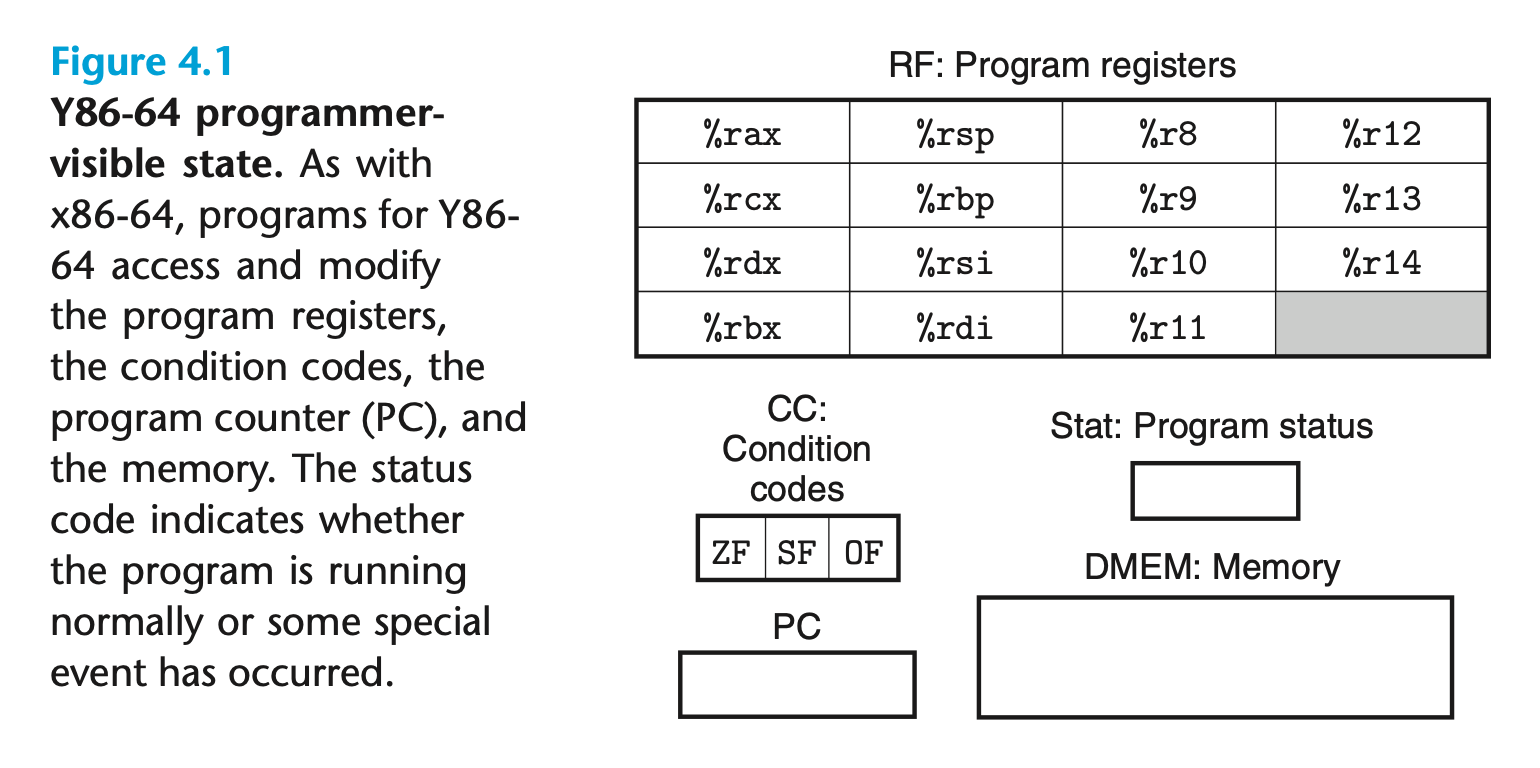 Figure 4.1
Y86-64 programmer-
visible state. As with
x86-64, programs for Y86-
64 access and modify
the program registers,
the condition codes, the
program counter (PC), and
the memory. The status
code indicates whether
the program is running
normally or some special
event has occurred.
RF: Program registers
%rax %rsp %r8 %r12
%rcx %rbp %r9 %r13
%rdx %rsi %r10 %r14
%rbx %rdi %r11
CC:
Condition
codes
ZF SF OF
Stat: Program status
PC
DMEM: Memory